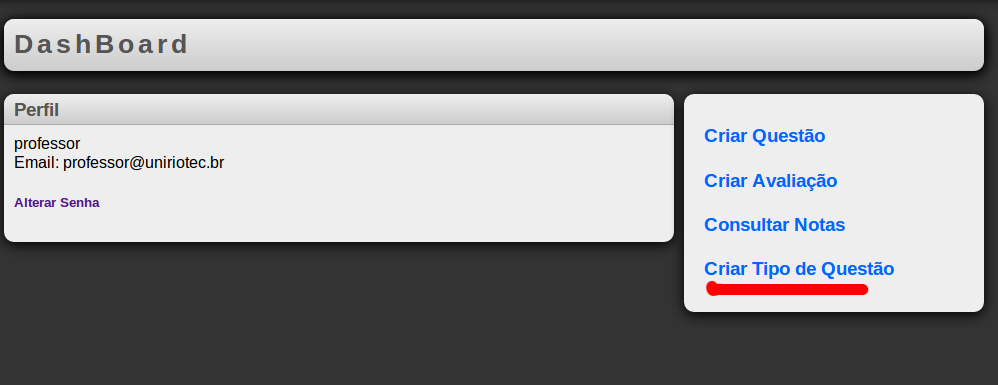 DashBoard
Perfil
professor
Email: professor@uniriotec.br
Alterar Senha
Criar Questão
Criar Avaliação
Consultar Notas
Criar Tipo de Questão